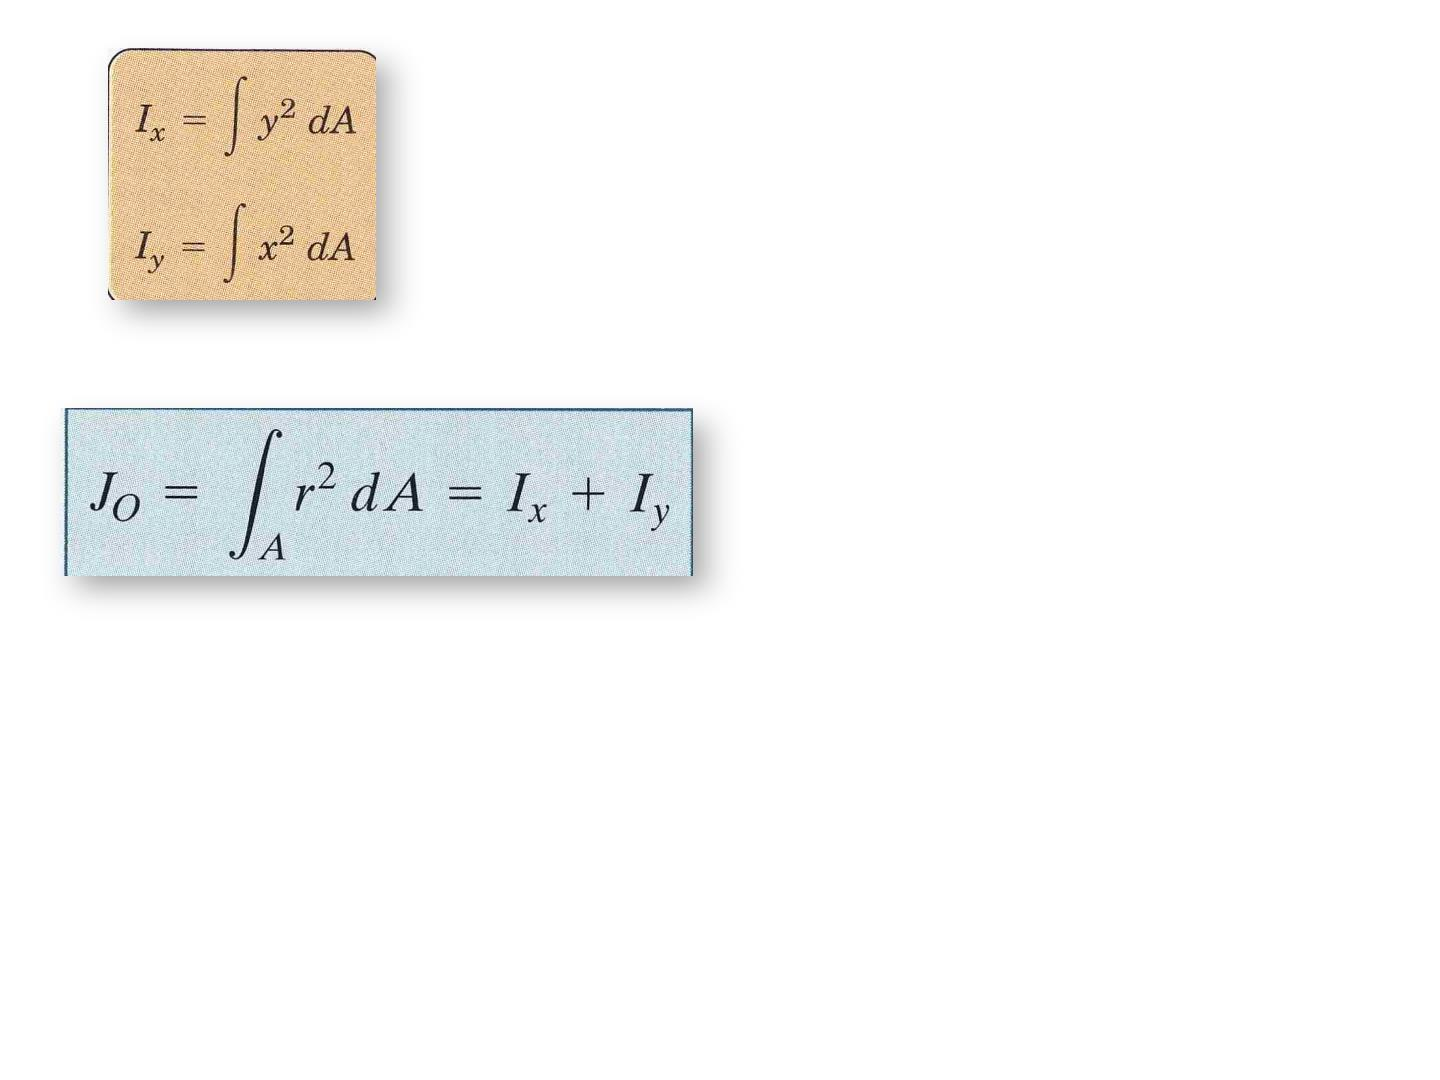 I_x = ∫ y² dA
I_y = ∫ x² dA
J_O = ∫_A r² dA = I_x + I_y